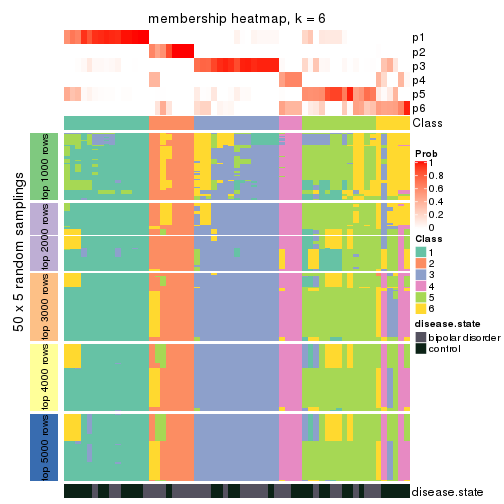 membership heatmap, k = 6
p1
p2
p3
p4
p5
p6
Class
50 x 5 random samplings
top 1000 rows
top 2000 rows
top 3000 rows
top 4000 rows
top 5000 rows
disease.state
Prob
1
0.8
0.6
0.4
0.2
0
Class
1
2
3
4
5
6
disease.state
bipolar disorder
control